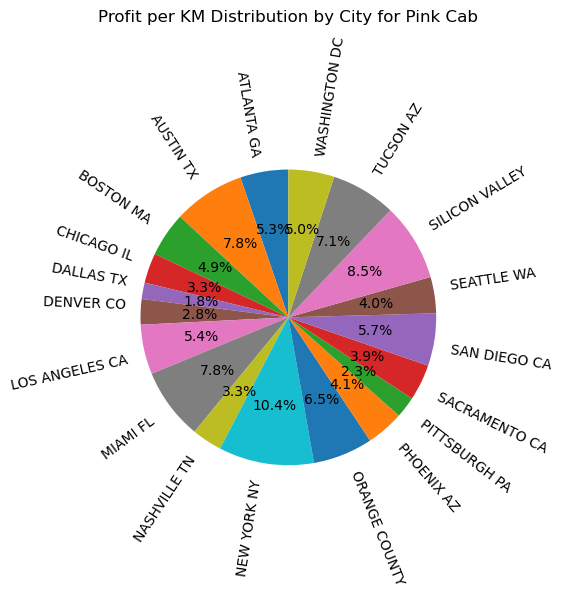 Profit per KM Distribution by City for Pink Cab
ATLANTA GA
5.3%
AUSTIN TX
7.8%
BOSTON MA
4.9%
CHICAGO IL
3.3%
DALLAS TX
1.8%
DENVER CO
2.8%
LOS ANGELES CA
5.4%
MIAMI FL
7.8%
NASHVILLE TN
3.3%
NEW YORK NY
10.4%
ORANGE COUNTY
6.5%
PHOENIX AZ
4.1%
PITTSBURGH PA
2.3%
SACRAMENTO CA
3.9%
SAN DIEGO CA
5.7%
SEATTLE WA
4.0%
SILICON VALLEY
8.5%
TUCSON AZ
7.1%
WASHINGTON DC
5.0%